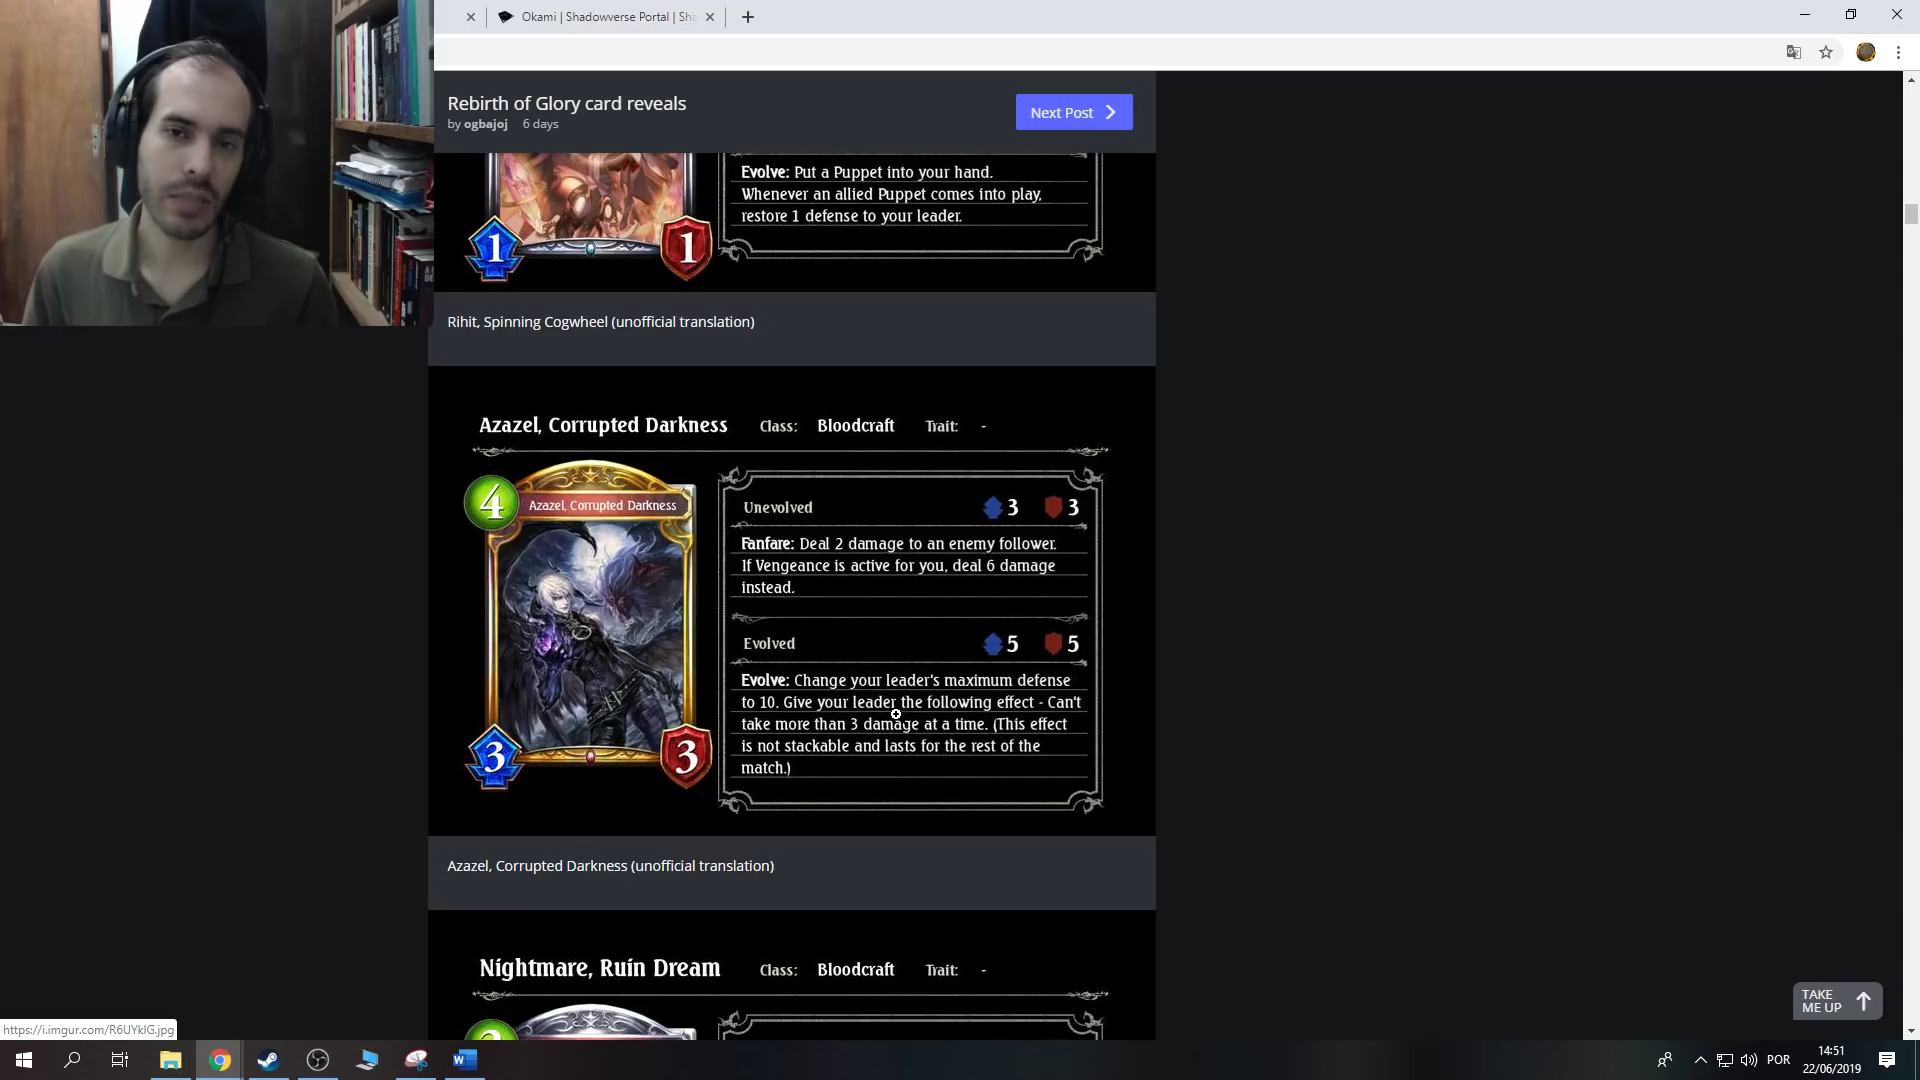 Okami | Shadowverse Portal | Sha
Rebirth of Glory card reveals
by ogbajoj 6 days
Next Post
Evolve: Put a Puppet into your hand.
Whenever an allied Puppet comes into play,
restore 1 defense to your leader.
1
1
Rihit, Spinning Cogwheel (unofficial translation)
Azazel, Corrupted Darkness Class: Bloodcraft Trait: -
4
Azazel, Corrupted Darkness
Unevolved 3 3
Fanfare: Deal 2 damage to an enemy follower.
If Vengeance is active for you, deal 6 damage
instead.
Evolved 5 5
Evolve: Change your leader's maximum defense
to 10. Give your leader the following effect - Can't
take more than 3 damage at a time. (This effect
is not stackable and lasts for the rest of the
match.)
3
3
Azazel, Corrupted Darkness (unofficial translation)
Nightmare, Ruin Dream Class: Bloodcraft Trait: -
TAKE
ME UP
https://i.imgur.com/R6UYklG.jpg
POR
14:51
22/06/2019